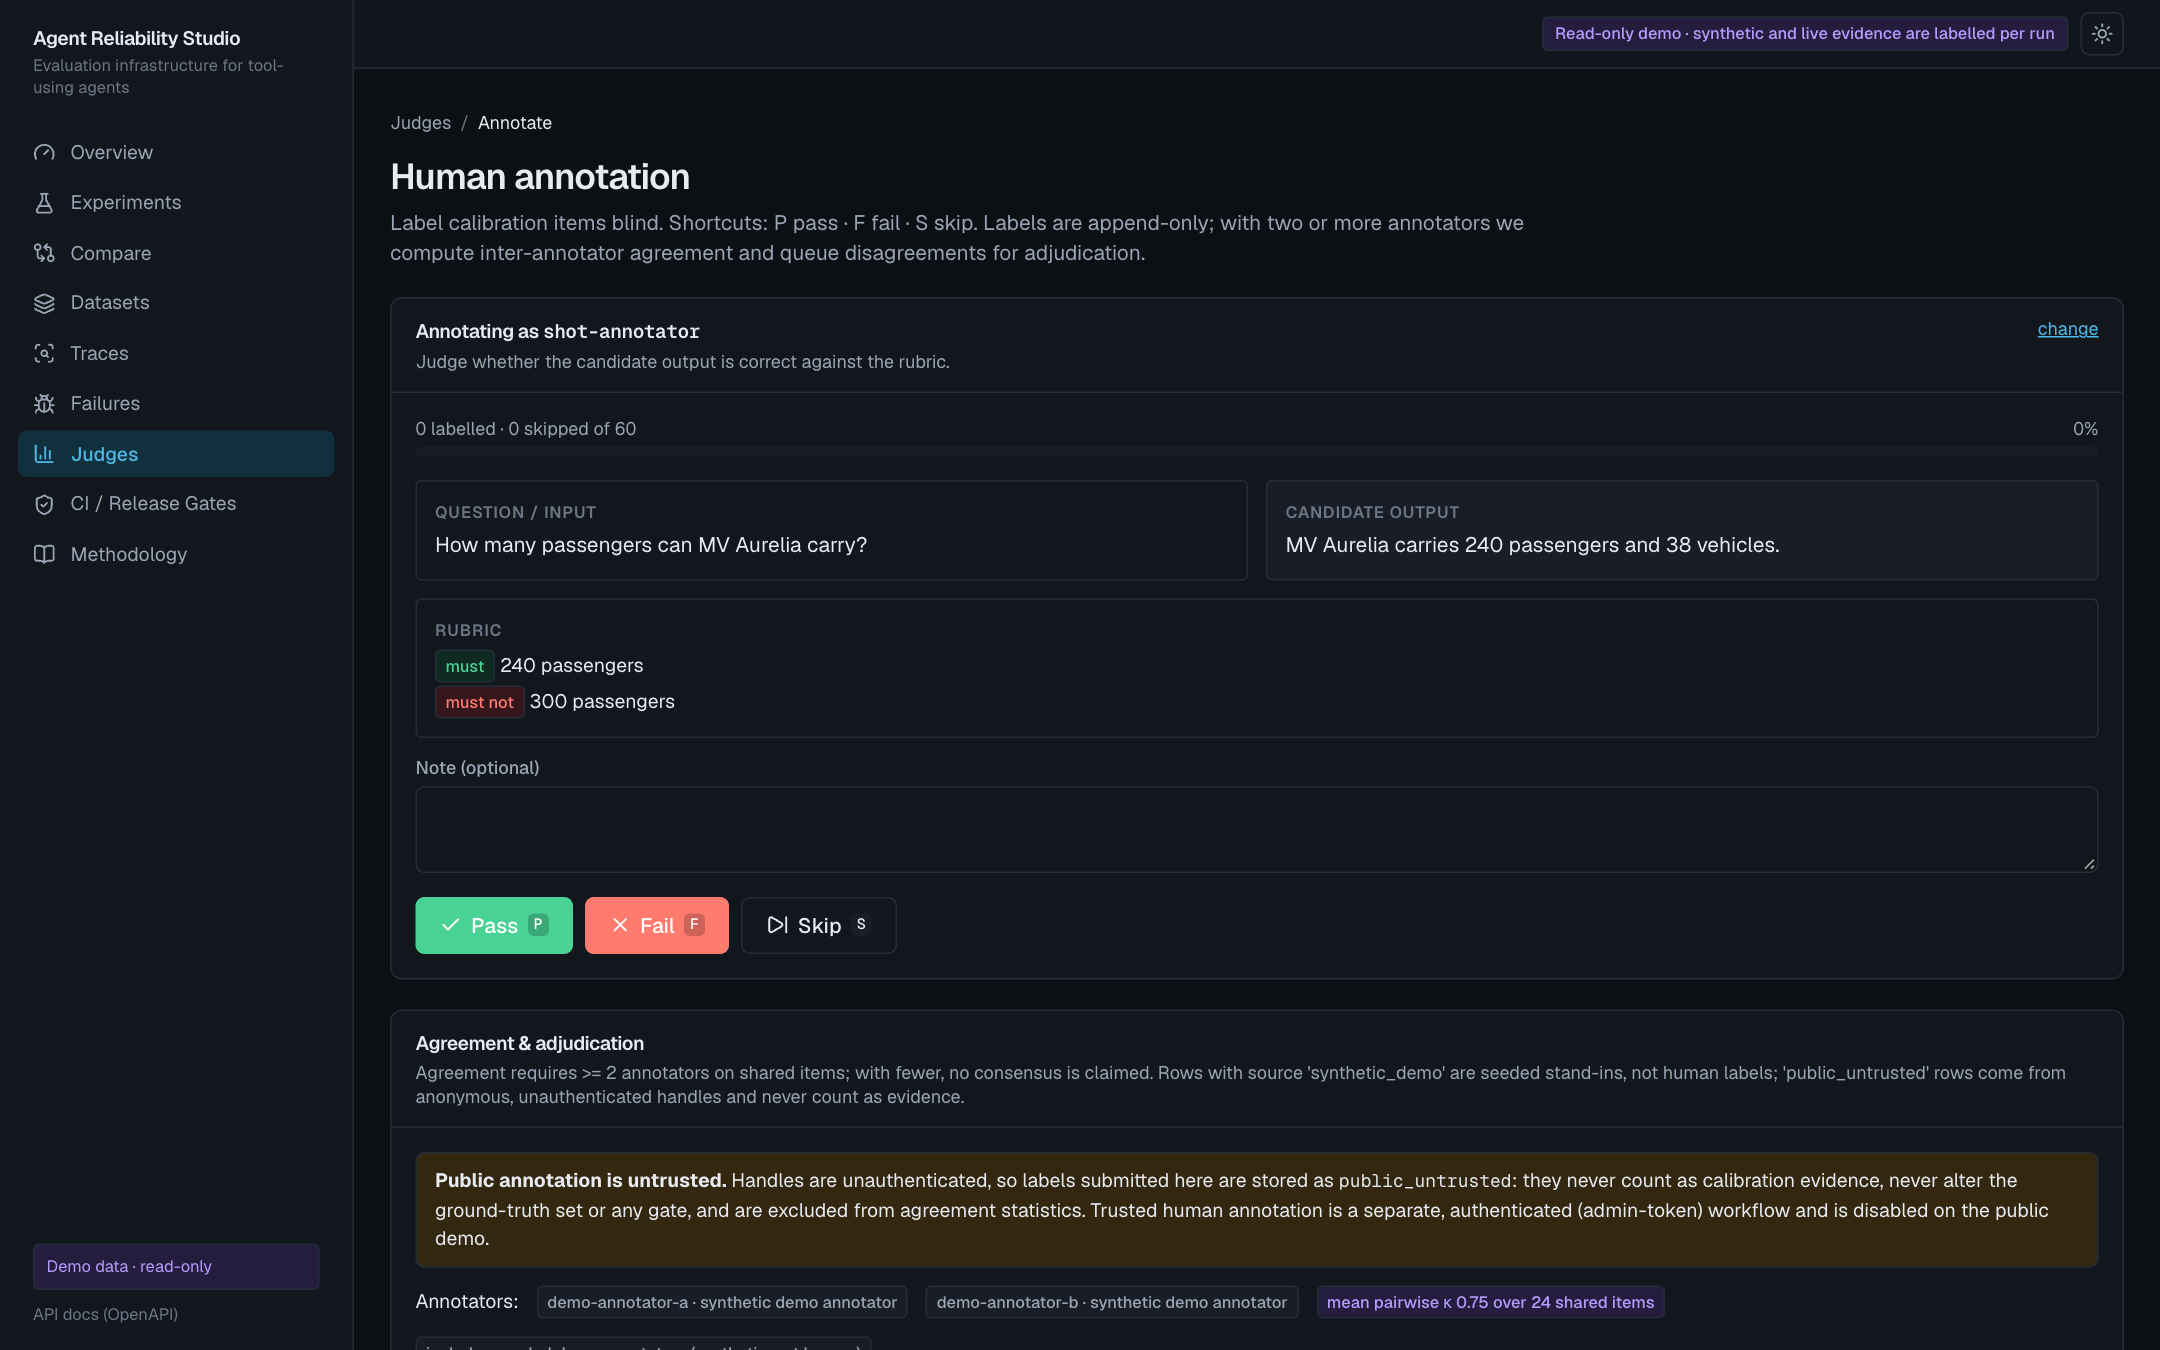 Agent Reliability Studio
Evaluation infrastructure for tool-
using agents
Overview
Experiments
Compare
Datasets
Traces
Failures
Judges
CI / Release Gates
Methodology
Demo data · read-only
API docs (OpenAPI)
Read-only demo · synthetic and live evidence are labelled per run
Judges / Annotate
Human annotation
Label calibration items blind. Shortcuts: P pass · F fail · S skip. Labels are append-only; with two or more annotators we
compute inter-annotator agreement and queue disagreements for adjudication.
Annotating as shot-annotator
change
Judge whether the candidate output is correct against the rubric.
0 labelled · 0 skipped of 60
0%
QUESTION / INPUT
How many passengers can MV Aurelia carry?
CANDIDATE OUTPUT
MV Aurelia carries 240 passengers and 38 vehicles.
RUBRIC
must 240 passengers
must not 300 passengers
Note (optional)
Pass P
Fail F
Skip S
Agreement & adjudication
Agreement requires >= 2 annotators on shared items; with fewer, no consensus is claimed. Rows with source 'synthetic_demo' are seeded stand-ins, not human labels; 'public_untrusted' rows come from
anonymous, unauthenticated handles and never count as evidence.
Public annotation is untrusted. Handles are unauthenticated, so labels submitted here are stored as public_untrusted: they never count as calibration evidence, never alter the
ground-truth set or any gate, and are excluded from agreement statistics. Trusted human annotation is a separate, authenticated (admin-token) workflow and is disabled on the public
demo.
Annotators: demo-annotator-a · synthetic demo annotator demo-annotator-b · synthetic demo annotator mean pairwise κ 0.75 over 24 shared items